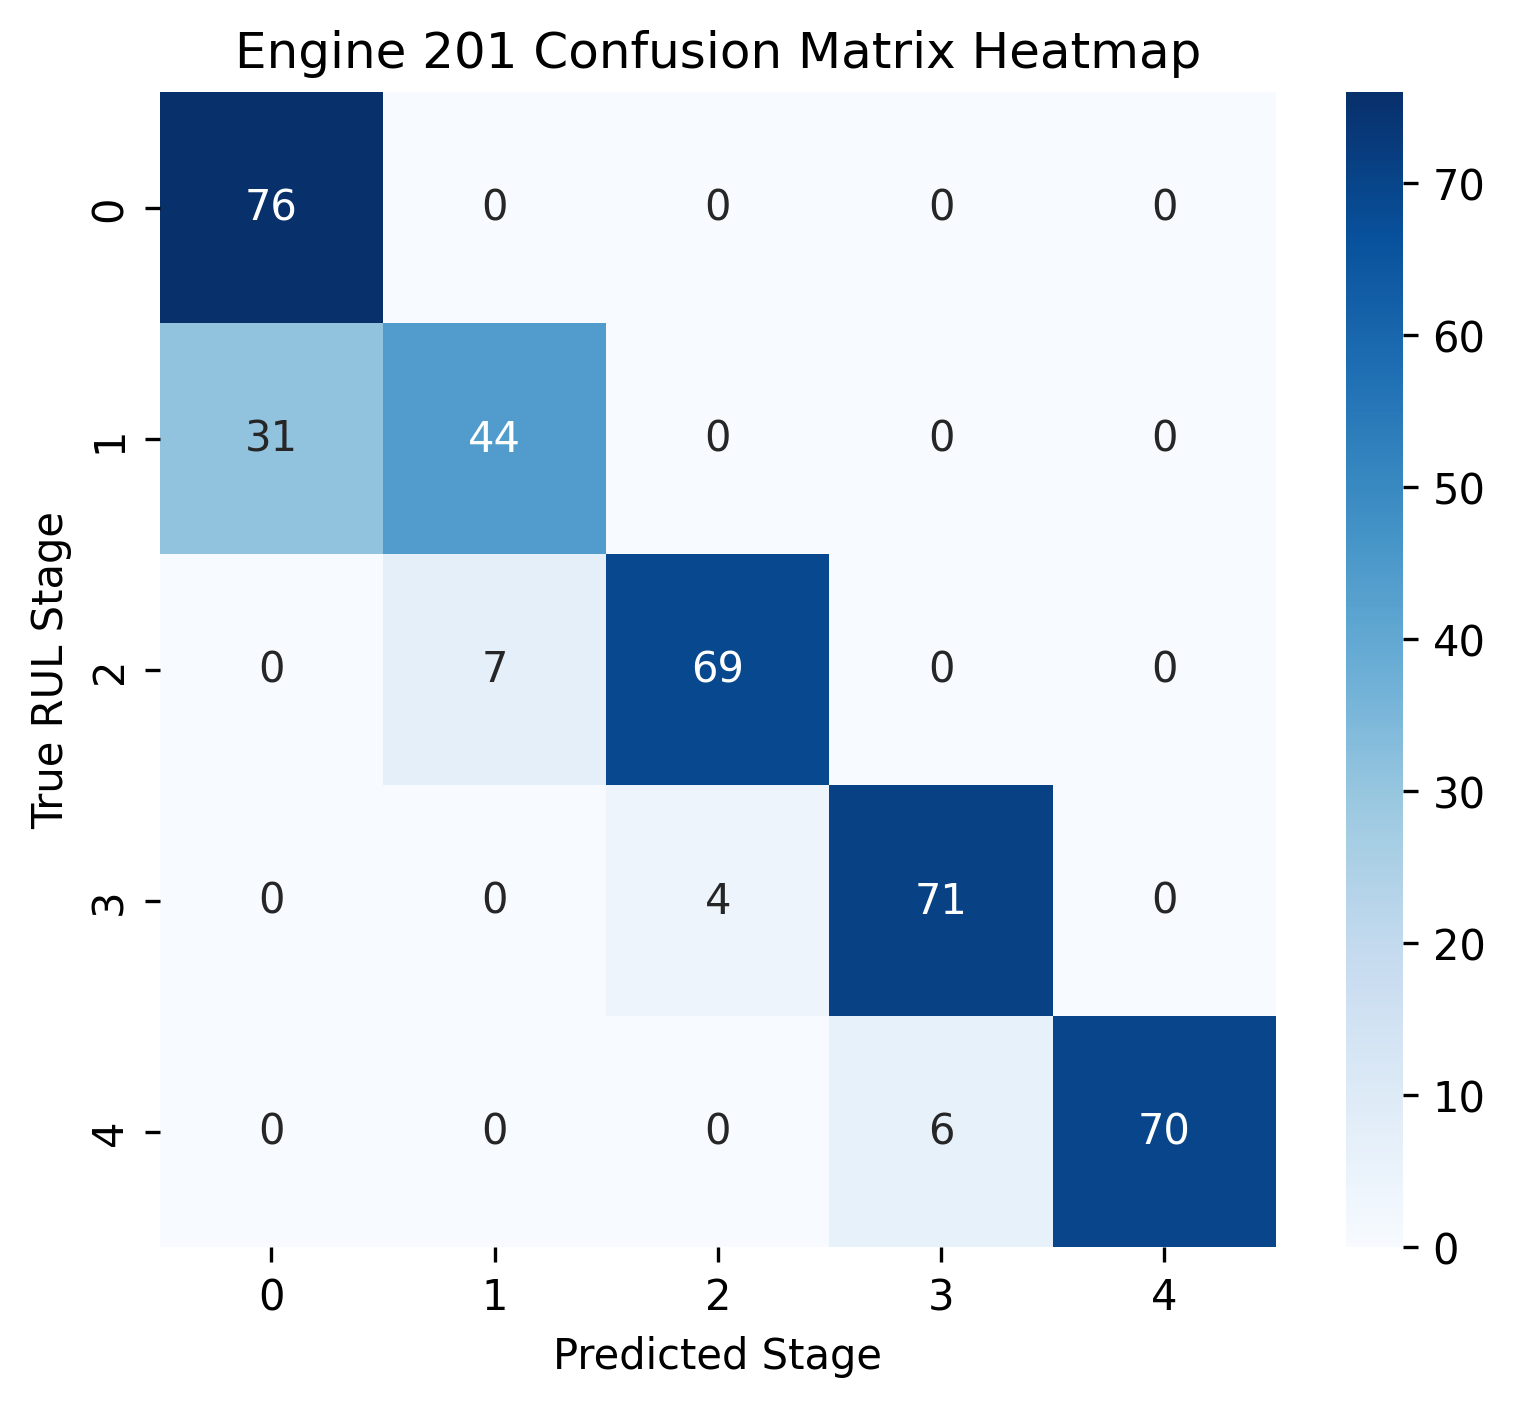 Engine 201 Confusion Matrix Heatmap
True RUL Stage
0 76 0 0 0 0
1 31 44 0 0 0
2 0 7 69 0 0
3 0 0 4 71 0
4 0 0 0 6 70
0 1 2 3 4
Predicted Stage
70
60
50
40
30
20
10
0